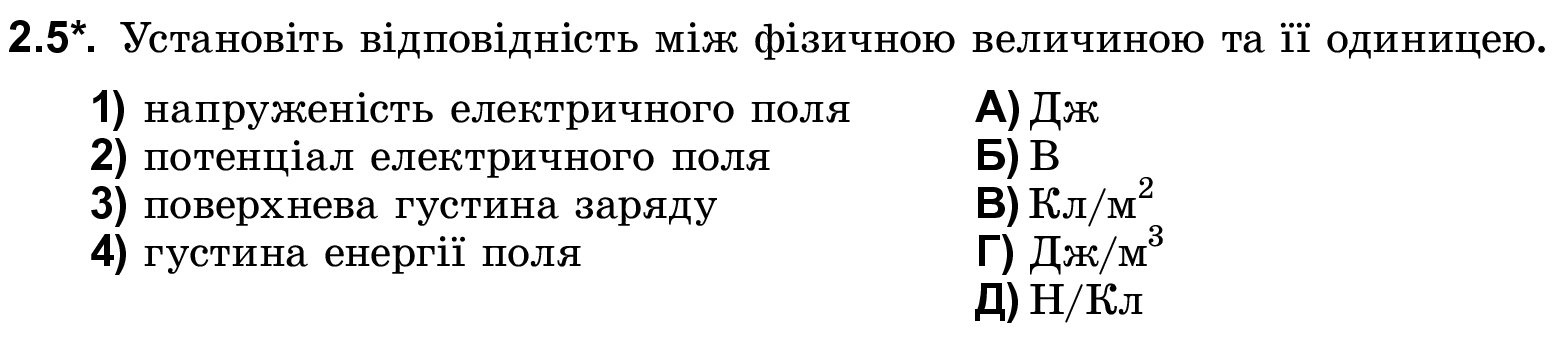 2.5*. Установіть відповідність між фізичною величиною та її одиницею.
1) напруженість електричного поля А) Дж
2) потенціал електричного поля Б) В
3) поверхнева густина заряду В) Кл/м²
4) густина енергії поля Г) Дж/м³
Д) Н/Кл